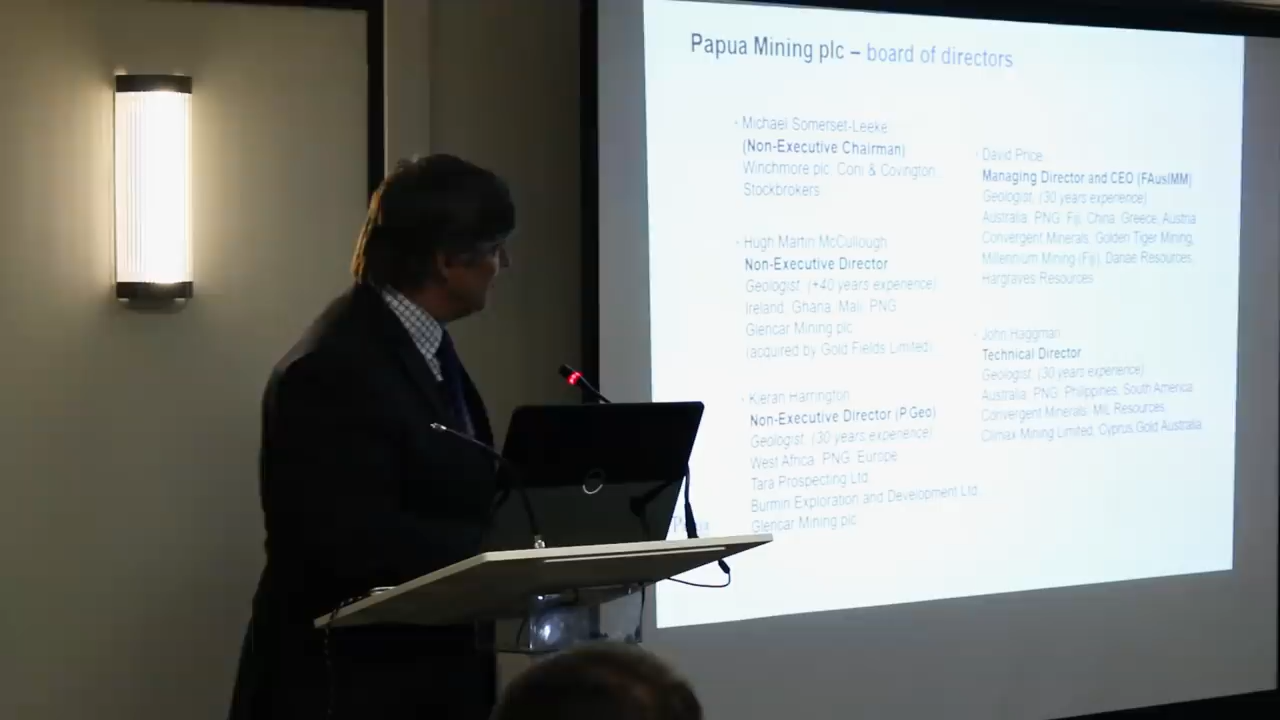 Papua Mining plc – board of directors
- Michael Somerset-Leeke
(Non-Executive Chairman)
Winchmore plc, Coni & Covington,
Stockbrokers
- Hugh Martin McCullough
Non-Executive Director
Geologist, (+40 years experience)
Ireland, Ghana, Mali, PNG
Glencar Mining plc
(acquired by Gold Fields Limited)
- Kieran Harrington
Non-Executive Director (P.Geo)
Geologist, (30 years experience)
West Africa, PNG, Europe
Tara Prospecting Ltd
Burmin Exploration and Development Ltd,
Glencar Mining plc
- David Price
Managing Director and CEO (FAusIMM)
Geologist, (30 years experience)
Australia, PNG, Fiji, China, Greece, Austria
Convergent Minerals, Golden Tiger Mining,
Millennium Mining (Fiji), Danae Resources,
Hargraves Resources
- John Haggman
Technical Director
Geologist, (30 years experience)
Australia, PNG, Philippines, South America
Convergent Minerals, MIL Resources,
Climax Mining Limited, Cyprus Gold Australia